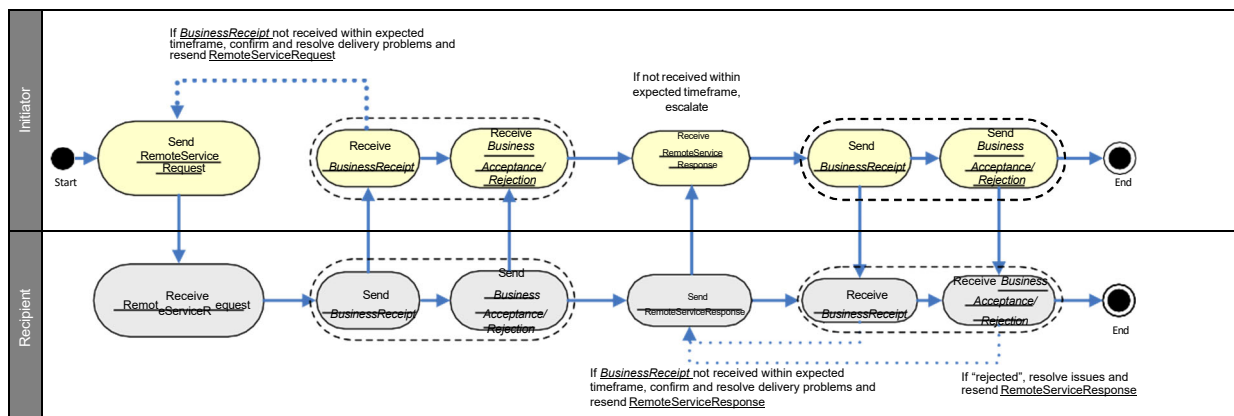 Initiator
If BusinessReceipt not received within expected
timeframe, confirm and resolve delivery problems and
resend RemoteServiceRequest
If not received within
expected timeframe,
escalate
Start
Send
RemoteService
Request
Receive
BusinessReceipt
Receive
Business
Acceptance/
Rejection
Receive
RemoteService
Response
Send
BusinessReceipt
Send
Business
Acceptance/
Rejection
End
Recipient
Receive
RemoteServiceRequest
Send
BusinessReceipt
Send
Business
Acceptance/
Rejection
Send
RemoteServiceResponse
Receive
BusinessReceipt
Receive Business
Acceptance/
Rejection
End
If BusinessReceipt not received within expected
timeframe, confirm and resolve delivery problems and
resend RemoteServiceResponse
If “rejected”, resolve issues and
resend RemoteServiceResponse